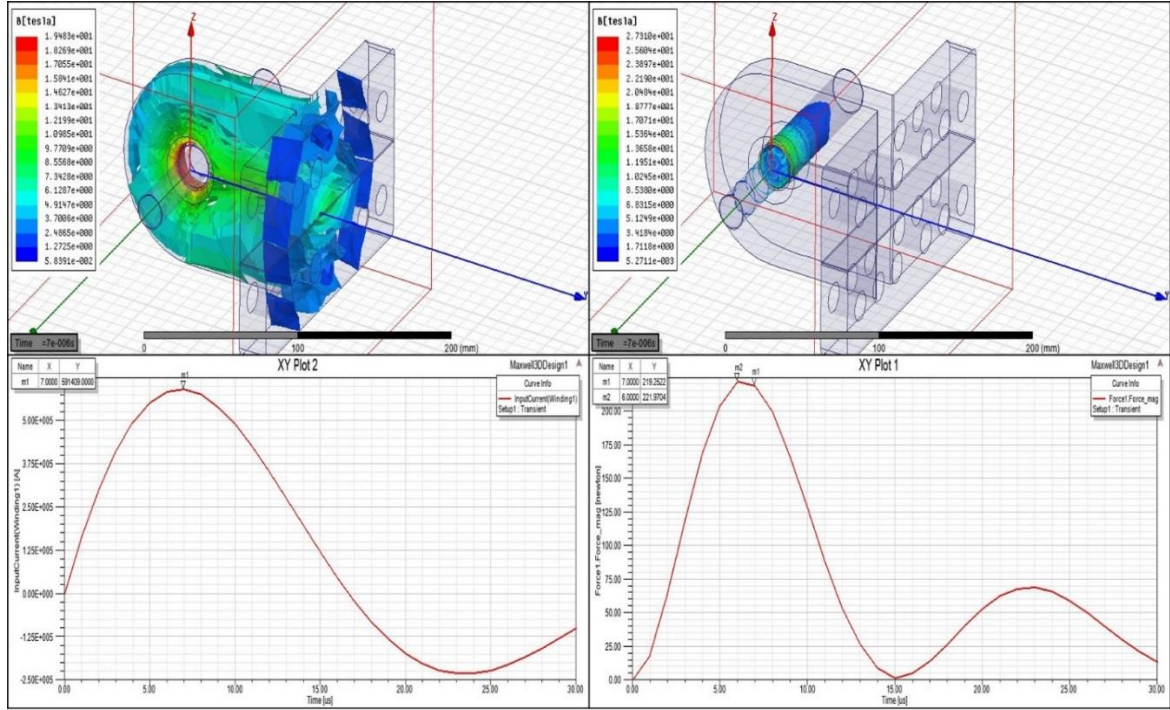 B[tesla]
1.9483e+001
1.8269e+001
1.7055e+001
1.5841e+001
1.4627e+001
1.3413e+001
1.2199e+001
1.0985e+001
9.7709e+000
8.5568e+000
7.3428e+000
6.1287e+000
4.9147e+000
3.7006e+000
2.4865e+000
1.2725e+000
5.8391e-002
Z
Time =7e-006s
0
100
200 (mm)
B[tesla]
2.7310e+001
2.5604e+001
2.3897e+001
2.2190e+001
2.0484e+001
1.8777e+001
1.7071e+001
1.5364e+001
1.3658e+001
1.1951e+001
1.0245e+001
8.5380e+000
6.8315e+000
5.1249e+000
3.4184e+000
1.7118e+000
5.2711e-003
Z
Time =7e-006s
0
100
200 (mm)
Name X Y
m1 7.0000 591409.0000
XY Plot 2
Maxwell3DDesign1
m1
Curve Info
InputCurrent(Winding1)
Setup1 : Transient
InputCurrent(Winding1) [A]
5.00E+005
3.75E+005
2.50E+005
1.25E+005
0.00E+000
-1.25E+005
-2.50E+005
0.00
5.00
10.00
15.00
20.00
25.00
30.00
Time [us]
Name X Y
m1 7.0000 219.2522
m2 6.0000 221.9704
XY Plot 1
Maxwell3DDesign1
m2 m1
Curve Info
Force1.Force_mag
Setup1 : Transient
Force1.Force_mag [newton]
200.00
175.00
150.00
125.00
100.00
75.00
50.00
25.00
0.00
0.00
5.00
10.00
15.00
20.00
25.00
30.00
Time [us]